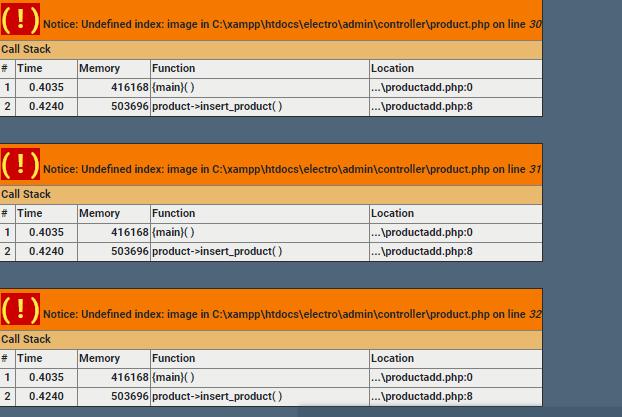 ( ! ) Notice: Undefined index: image in C:\xampp\htdocs\electro\admin\controller\product.php on line 30
Call Stack
# Time Memory Function Location
1 0.4035 416168 {main}( ) ...\productadd.php:0
2 0.4240 503696 product->insert_product( ) ...\productadd.php:8
( ! ) Notice: Undefined index: image in C:\xampp\htdocs\electro\admin\controller\product.php on line 31
Call Stack
# Time Memory Function Location
1 0.4035 416168 {main}( ) ...\productadd.php:0
2 0.4240 503696 product->insert_product( ) ...\productadd.php:8
( ! ) Notice: Undefined index: image in C:\xampp\htdocs\electro\admin\controller\product.php on line 32
Call Stack
# Time Memory Function Location
1 0.4035 416168 {main}( ) ...\productadd.php:0
2 0.4240 503696 product->insert_product( ) ...\productadd.php:8